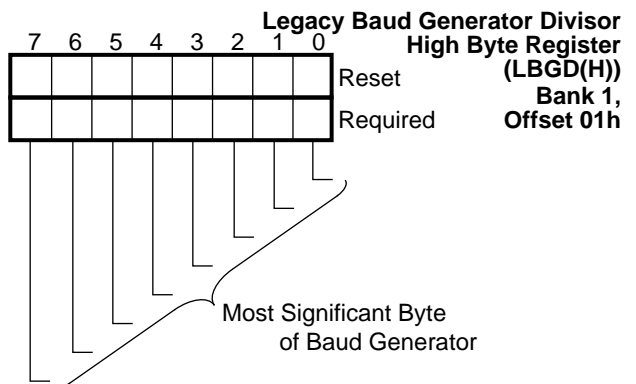 Legacy Baud Generator Divisor
High Byte Register
(LBGD(H))
Bank 1,
Offset 01h
7 6 5 4 3 2 1 0
Reset
Required
Most Significant Byte
of Baud Generator